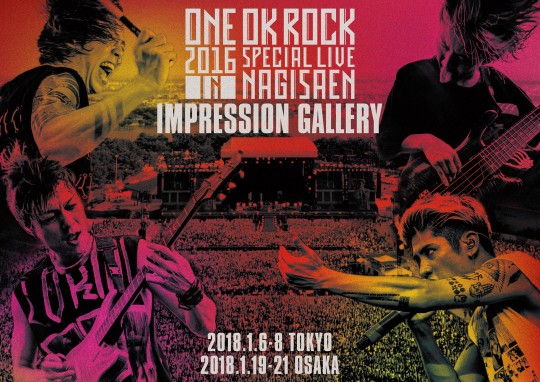 ONE OK ROCK
2016 SPECIAL LIVE
IN NAGISAEN
IMPRESSION GALLERY
2018.1.6-8 TOKYO
2018.1.19-21 OSAKA